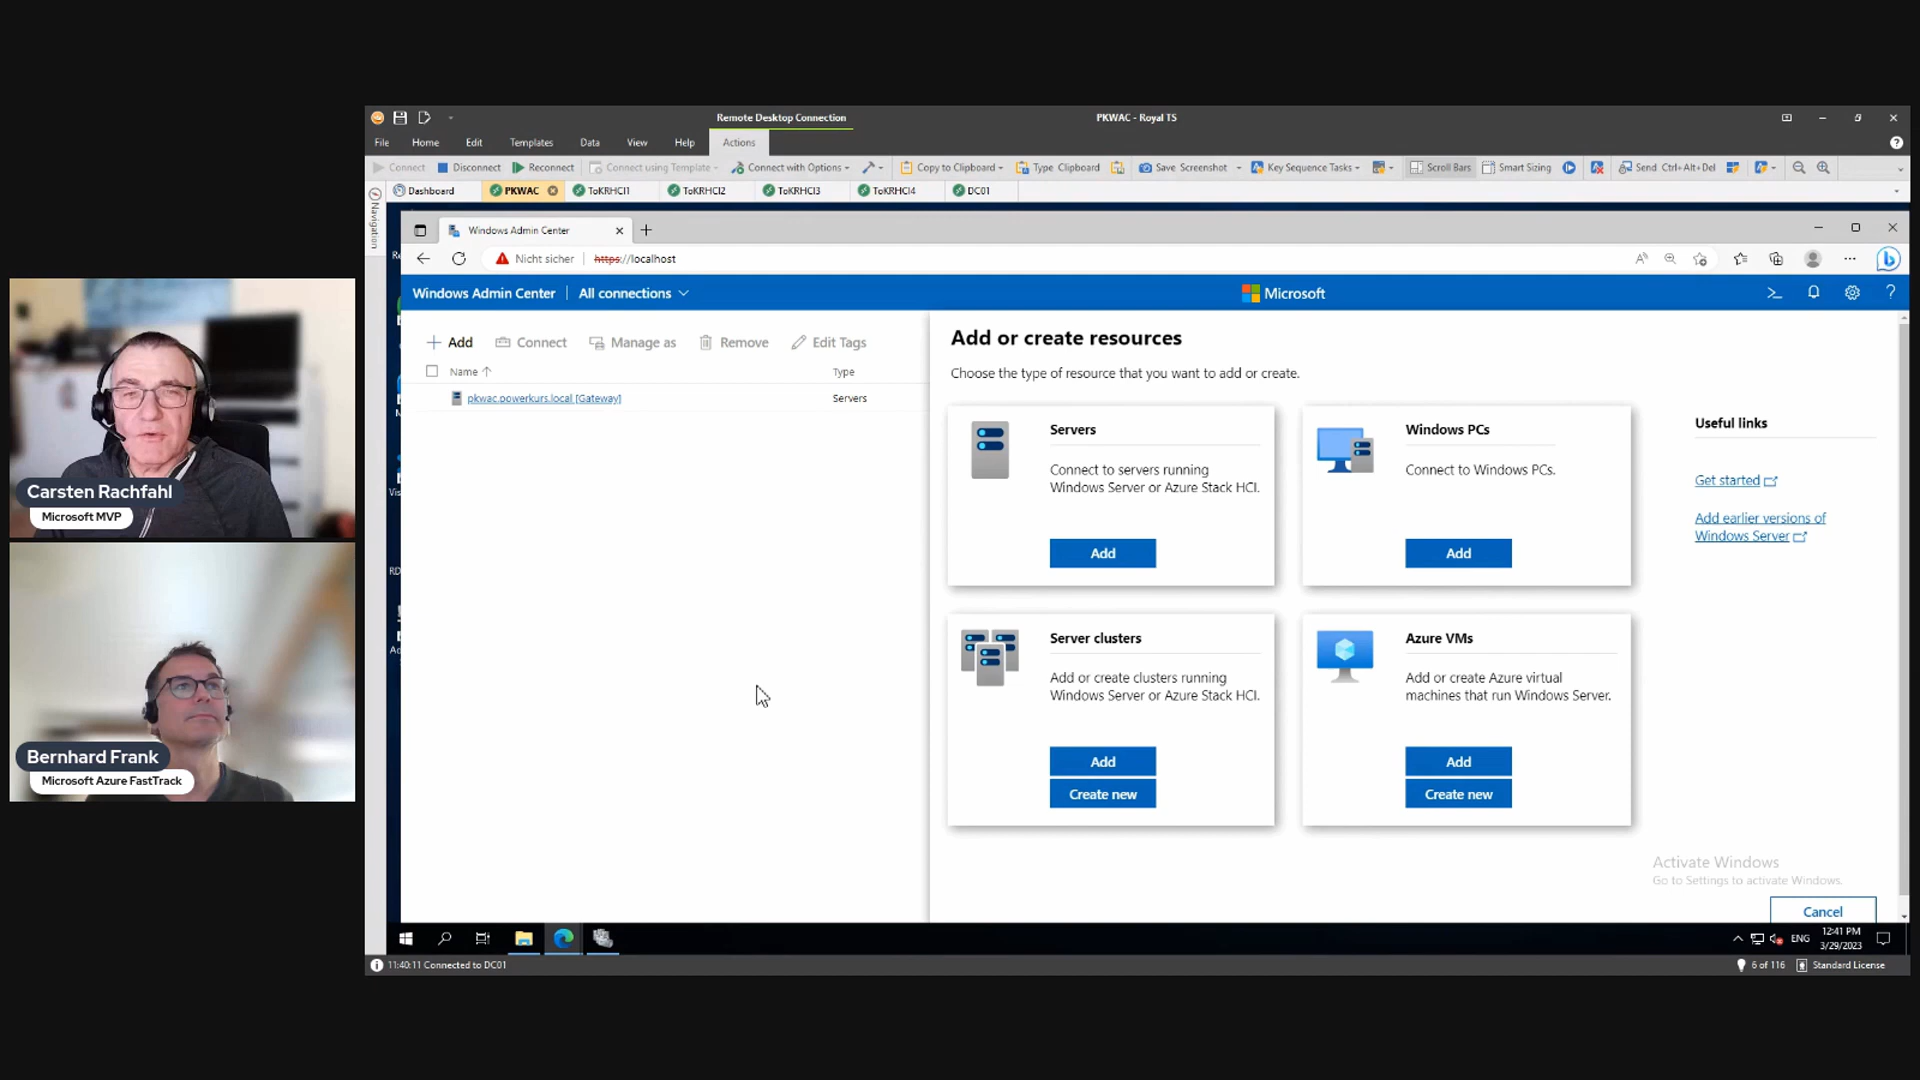 Remote Desktop Connection
PKWAC - Royal TS
File Home Edit Templates Data View Help Actions
Connect Disconnect Reconnect Connect using Template Connect with Options Copy to Clipboard Type Clipboard Save Screenshot Key Sequence Tasks Scroll Bars Smart Sizing Send Ctrl+Alt+Del
Dashboard PKWAC ToKRHCI1 ToKRHCI2 ToKRHCI3 ToKRHCI4 DC01
Navigation
Windows Admin Center
Nicht sicher https://localhost
Windows Admin Center All connections Microsoft
Add Connect Manage as Remove Edit Tags
Name Type
pkwac.powerkurs.local [Gateway] Servers
Add or create resources
Choose the type of resource that you want to add or create.
Servers
Connect to servers running
Windows Server or Azure Stack HCI.
Add
Windows PCs
Connect to Windows PCs.
Add
Server clusters
Add or create clusters running
Windows Server or Azure Stack HCI.
Add
Create new
Azure VMs
Add or create Azure virtual
machines that run Windows Server.
Add
Create new
Useful links
Get started
Add earlier versions of
Windows Server
Activate Windows
Go to Settings to activate Windows.
Cancel
ENG
12:41 PM
3/29/2023
11:40:11 Connected to DC01
6 of 116 Standard License
Carsten Rachfahl
Microsoft MVP
Bernhard Frank
Microsoft Azure FastTrack